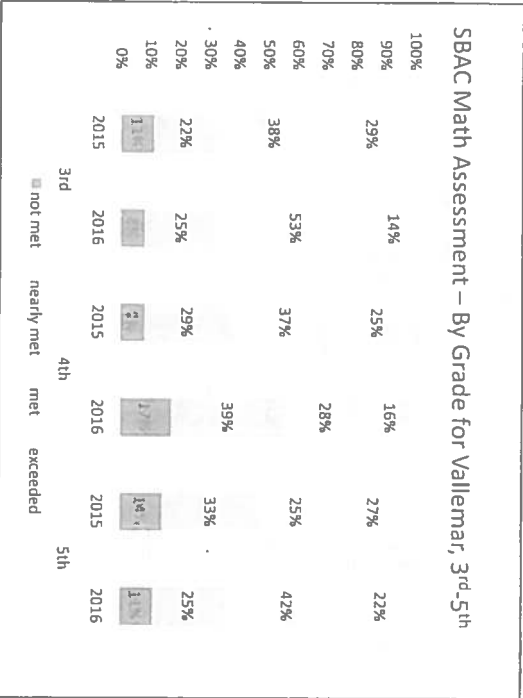 SBAC Math Assessment – By Grade for Vallemar, 3rd-5th
100%
90%
80%
70%
60%
50%
40%
30%
20%
10%
0%
29% 14% 25% 16% 27% 22%
38% 53% 37% 28% 25% 42%
22% 25% 29% 39% 33% 25%
2015 2016 2015 2016 2015 2016
3rd 4th 5th
not met nearly met met exceeded